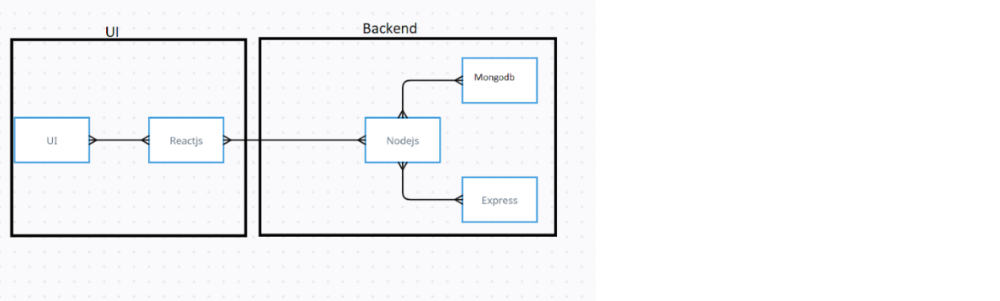 UI
Backend
Mongodb
UI
Reactjs
Nodejs
Express